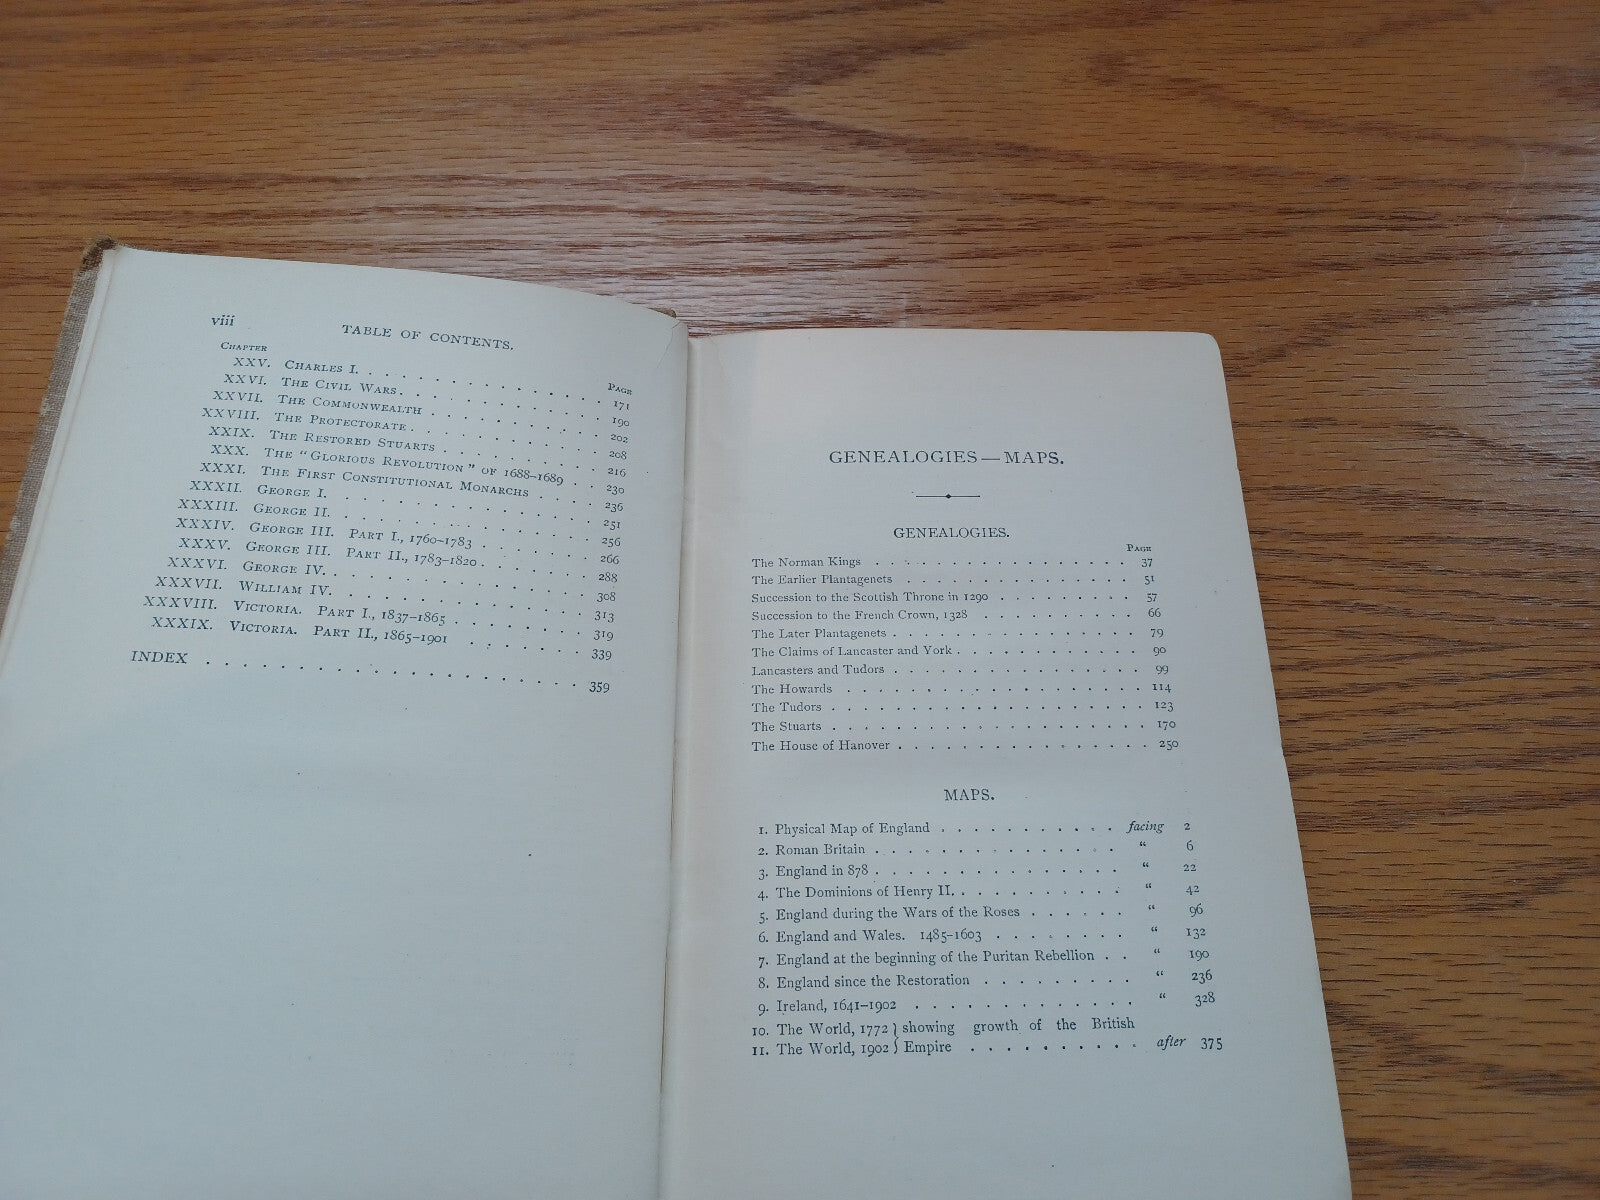 viii
TABLE OF CONTENTS.
CHAPTER PAGE
XXV. CHARLES I. . . . . . . . . . . . . 171
XXVI. THE CIVIL WARS . . . . . . . . . . . 190
XXVII. THE COMMONWEALTH . . . . . . . . . . 202
XXVIII. THE PROTECTORATE . . . . . . . . . . 208
XXIX. THE RESTORED STUARTS . . . . . . . . . 216
XXX. THE "GLORIOUS REVOLUTION" OF 1688–1689 . . 230
XXXI. THE FIRST CONSTITUTIONAL MONARCHS . . . . 236
XXXII. GEORGE I. . . . . . . . . . . . . 251
XXXIII. GEORGE II. . . . . . . . . . . . . 256
XXXIV. GEORGE III. PART I., 1760–1783 . . . . . . 266
XXXV. GEORGE III. PART II., 1783–1820 . . . . . . 288
XXXVI. GEORGE IV. . . . . . . . . . . . . 308
XXXVII. WILLIAM IV. . . . . . . . . . . . . 313
XXXVIII. VICTORIA. PART I., 1837–1865 . . . . . . . 319
XXXIX. VICTORIA. PART II., 1865–1901 . . . . . . 339
INDEX . . . . . . . . . . . . . . . . . 359
GENEALOGIES—MAPS.
GENEALOGIES.
PAGE
The Norman Kings . . . . . . . . . . . . . . 37
The Earlier Plantagenets . . . . . . . . . . . . . 51
Succession to the Scottish Throne in 1290 . . . . . . . . 57
Succession to the French Crown, 1328 . . . . . . . . . 66
The Later Plantagenets . . . . . . . . . . . . . 79
The Claims of Lancaster and York . . . . . . . . . . 90
Lancasters and Tudors . . . . . . . . . . . . . 99
The Howards . . . . . . . . . . . . . . . . 114
The Tudors . . . . . . . . . . . . . . . . 123
The Stuarts . . . . . . . . . . . . . . . . 170
The House of Hanover . . . . . . . . . . . . . 250
MAPS.
1. Physical Map of England . . . . . . . . . . . facing 2
2. Roman Britain . . . . . . . . . . . . . . “ 6
3. England in 878 . . . . . . . . . . . . . . “ 22
4. The Dominions of Henry II. . . . . . . . . . . “ 42
5. England during the Wars of the Roses . . . . . . “ 96
6. England and Wales. 1485–1603 . . . . . . . . “ 132
7. England at the beginning of the Puritan Rebellion . . “ 190
8. England since the Restoration . . . . . . . . . “ 236
9. Ireland, 1641–1902 . . . . . . . . . . . . “ 328
10. The World, 1772 } showing growth of the British
11. The World, 1902 } Empire . . . . . . . . . . after 375